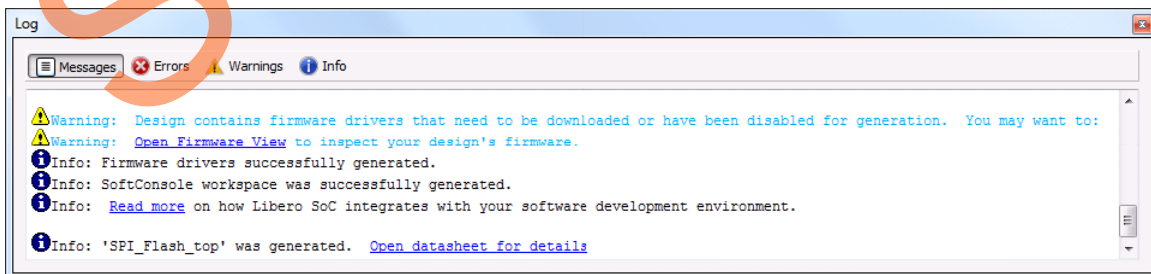 Log
Messages Errors Warnings Info
Warning: Design contains firmware drivers that need to be downloaded or have been disabled for generation. You may want to:
Warning: Open Firmware View to inspect your design's firmware.
Info: Firmware drivers successfully generated.
Info: SoftConsole workspace was successfully generated.
Info: Read more on how Libero SoC integrates with your software development environment.
Info: 'SPI_Flash_top' was generated. Open datasheet for details